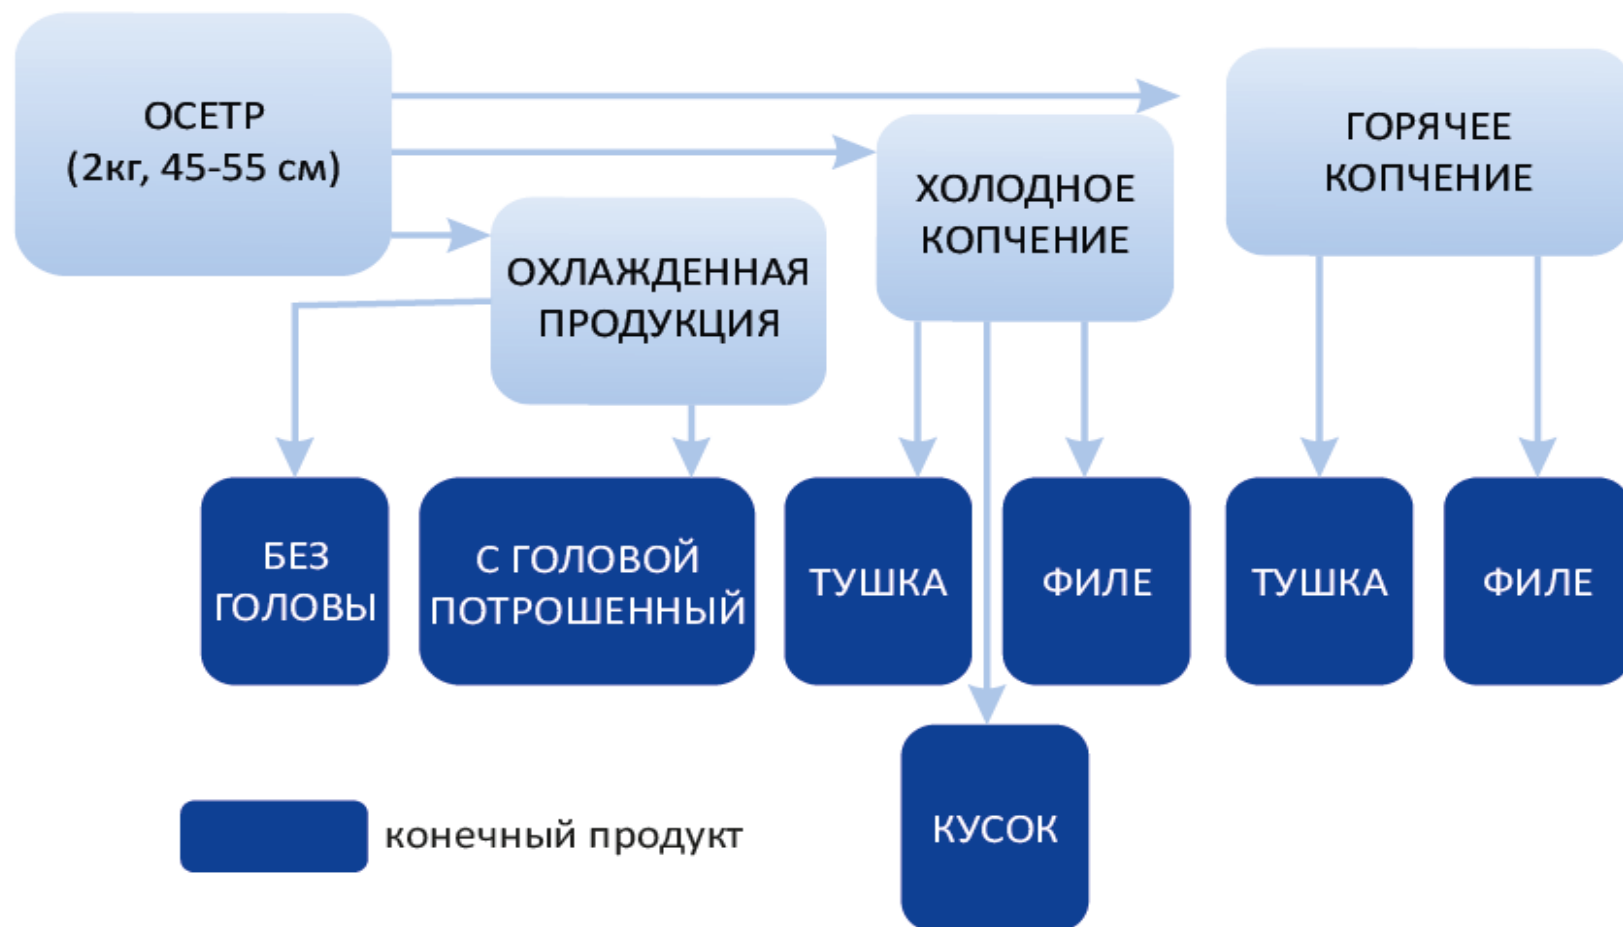 ОСЕТР
(2кг, 45-55 см)
ГОРЯЧЕЕ
КОПЧЕНИЕ
ХОЛОДНОЕ
КОПЧЕНИЕ
ОХЛАЖДЕННАЯ
ПРОДУКЦИЯ
БЕЗ
ГОЛОВЫ
С ГОЛОВОЙ
ПОТРОШЕННЫЙ
ТУШКА
ФИЛЕ
ТУШКА
ФИЛЕ
КУСОК
конечный продукт